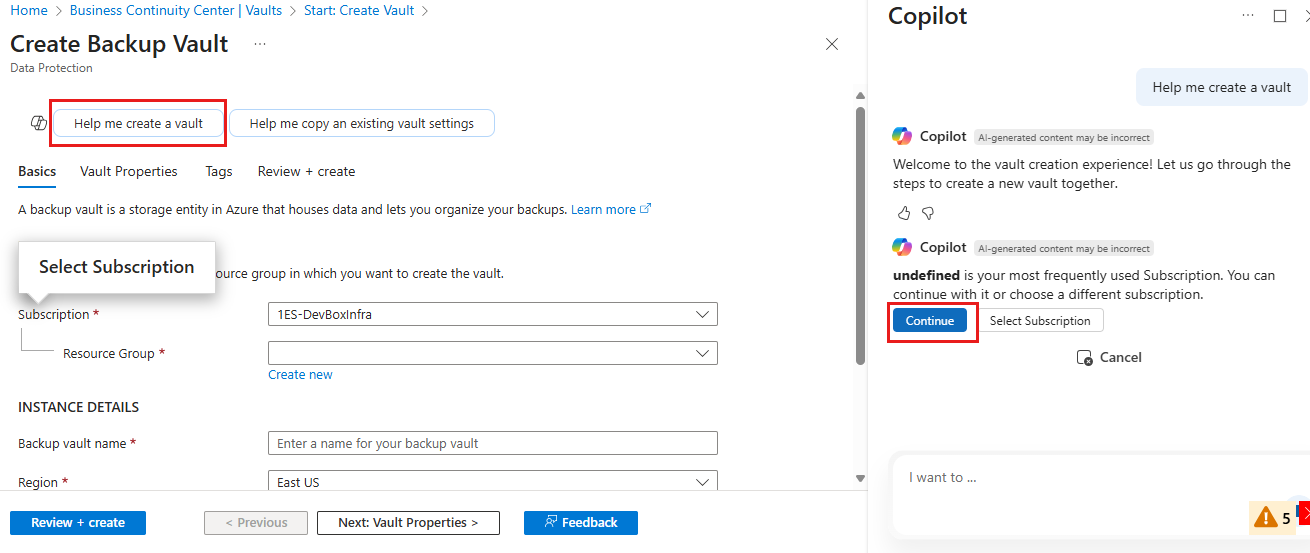 Home > Business Continuity Center | Vaults > Start: Create Vault >
Create Backup Vault ...
Data Protection
Help me create a vault
Help me copy an existing vault settings
Basics Vault Properties Tags Review + create
A backup vault is a storage entity in Azure that houses data and lets you organize your backups. Learn more
Select Subscription
ource group in which you want to create the vault.
Subscription *
1ES-DevBoxInfra
Resource Group *
Create new
INSTANCE DETAILS
Backup vault name *
Enter a name for your backup vault
Region *
East US
Review + create
< Previous
Next: Vault Properties >
Feedback
Copilot
...
Help me create a vault
Copilot AI-generated content may be incorrect
Welcome to the vault creation experience! Let us go through the
steps to create a new vault together.
Copilot AI-generated content may be incorrect
undefined is your most frequently used Subscription. You can
continue with it or choose a different subscription.
Continue
Select Subscription
Cancel
I want to ...
5